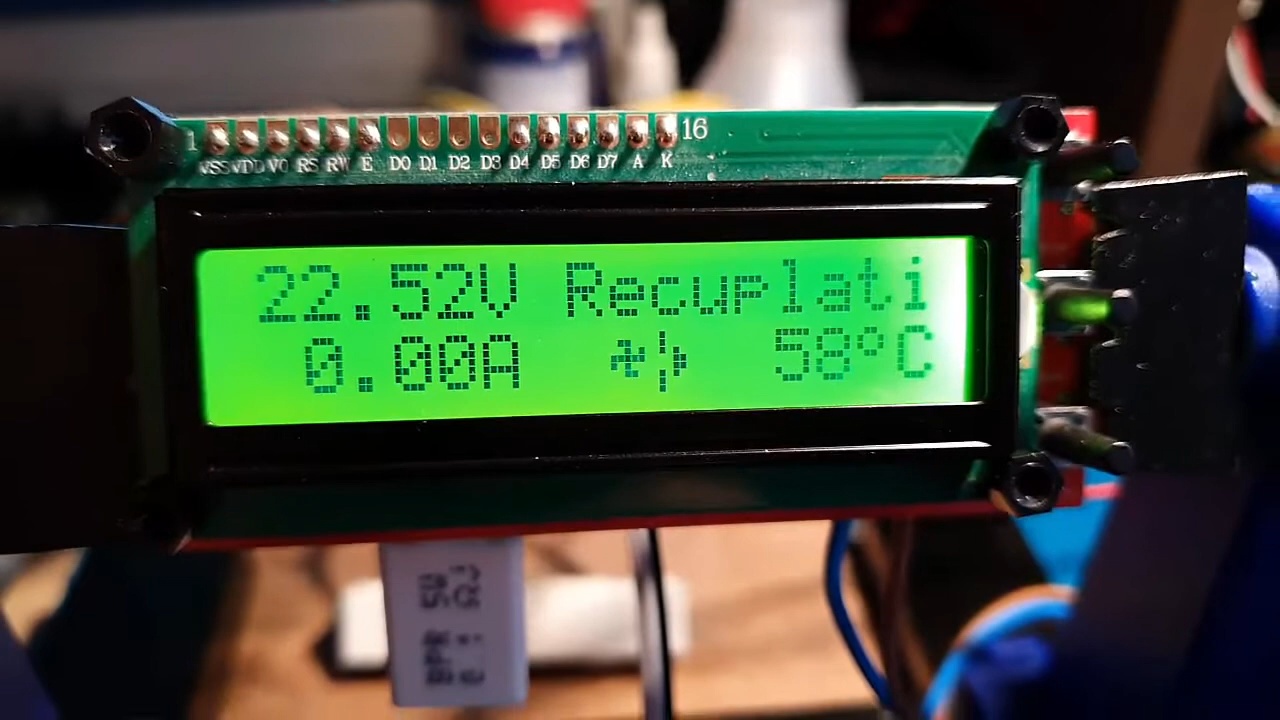 1 VSS VDD V0 RS RW E D0 D1 D2 D3 D4 D5 D6 D7 A K 16
22.52V Recuplati
0.00A 58°C